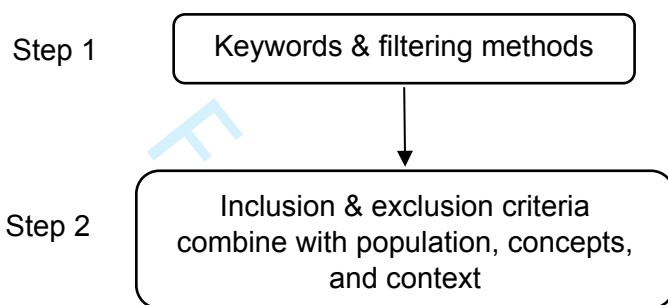 Step 1
Keywords & filtering methods
F
Step 2
Inclusion & exclusion criteria
combine with population, concepts,
and context